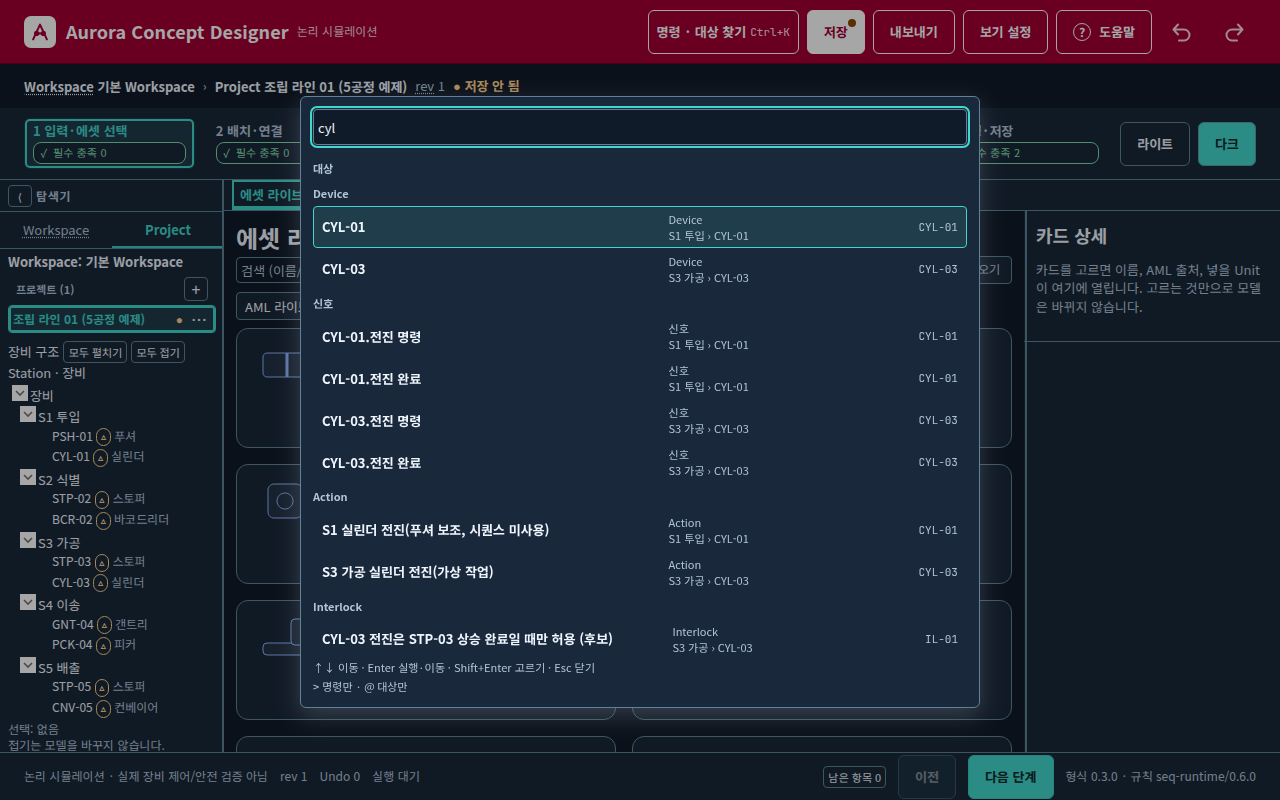 Aurora Concept Designer 논리 시뮬레이션
명령 · 대상 찾기 Ctrl+K
저장
내보내기
보기 설정
? 도움말
Workspace 기본 Workspace › Project 조립 라인 01 (5공정 예제) rev 1 ● 저장 안 됨
1 입력·에셋 선택
✓ 필수 충족 0
2 배치·연결
✓ 필수 충족 0
·저장
충족 2
라이트
다크
cyl
대상
Device
CYL-01
Device
S1 투입 › CYL-01
CYL-01
CYL-03
Device
S3 가공 › CYL-03
CYL-03
신호
CYL-01.전진 명령
신호
S1 투입 › CYL-01
CYL-01
CYL-01.전진 완료
신호
S1 투입 › CYL-01
CYL-01
CYL-03.전진 명령
신호
S3 가공 › CYL-03
CYL-03
CYL-03.전진 완료
신호
S3 가공 › CYL-03
CYL-03
Action
S1 실린더 전진(푸셔 보조, 시퀀스 미사용)
Action
S1 투입 › CYL-01
CYL-01
S3 가공 실린더 전진(가상 작업)
Action
S3 가공 › CYL-03
CYL-03
Interlock
CYL-03 전진은 STP-03 상승 완료일 때만 허용 (후보)
Interlock
S3 가공 › CYL-03
IL-01
↑↓ 이동 · Enter 실행·이동 · Shift+Enter 고르기 · Esc 닫기
> 명령만 · @ 대상만
⟨ 탐색기
Workspace
Project
Workspace: 기본 Workspace
프로젝트 (1)
+
조립 라인 01 (5공정 예제) ● ···
장비 구조 모두 펼치기 모두 접기
Station · 장비
장비
S1 투입
PSH-01 푸셔
CYL-01 실린더
S2 식별
STP-02 스토퍼
BCR-02 바코드리더
S3 가공
STP-03 스토퍼
CYL-03 실린더
S4 이송
GNT-04 갠트리
PCK-04 피커
S5 배출
STP-05 스토퍼
CNV-05 컨베이어
선택: 없음
접기는 모델을 바꾸지 않습니다.
에셋 라이브
에셋 라
검색 (이름/
오기
AML 라이
카드 상세
카드를 고르면 이름, AML 출처, 넣을 Unit
이 여기에 열립니다. 고르는 것만으로 모델
은 바뀌지 않습니다.
논리 시뮬레이션 · 실제 장비 제어/안전 검증 아님 rev 1 Undo 0 실행 대기
남은 항목 0
이전
다음 단계
형식 0.3.0 · 규칙 seq-runtime/0.6.0